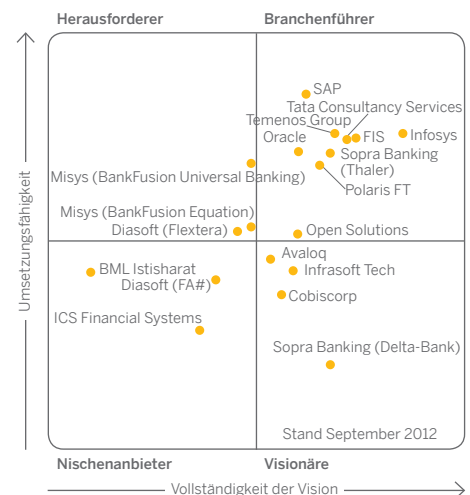 Herausforderer
Branchenführer
SAP
Tata Consultancy Services
Temenos Group
Oracle
FIS
Infosys
Sopra Banking
(Thaler)
Misys (BankFusion Universal Banking)
Polaris FT
Misys (BankFusion Equation)
Diasoft (Flextera)
Open Solutions
Avaloq
BML Istisharat
Infrasoft Tech
Diasoft (FA#)
Cobiscorp
ICS Financial Systems
Sopra Banking (Delta-Bank)
Stand September 2012
Nischenanbieter
Visionäre
Umsetzungsfähigkeit
Vollständigkeit der Vision